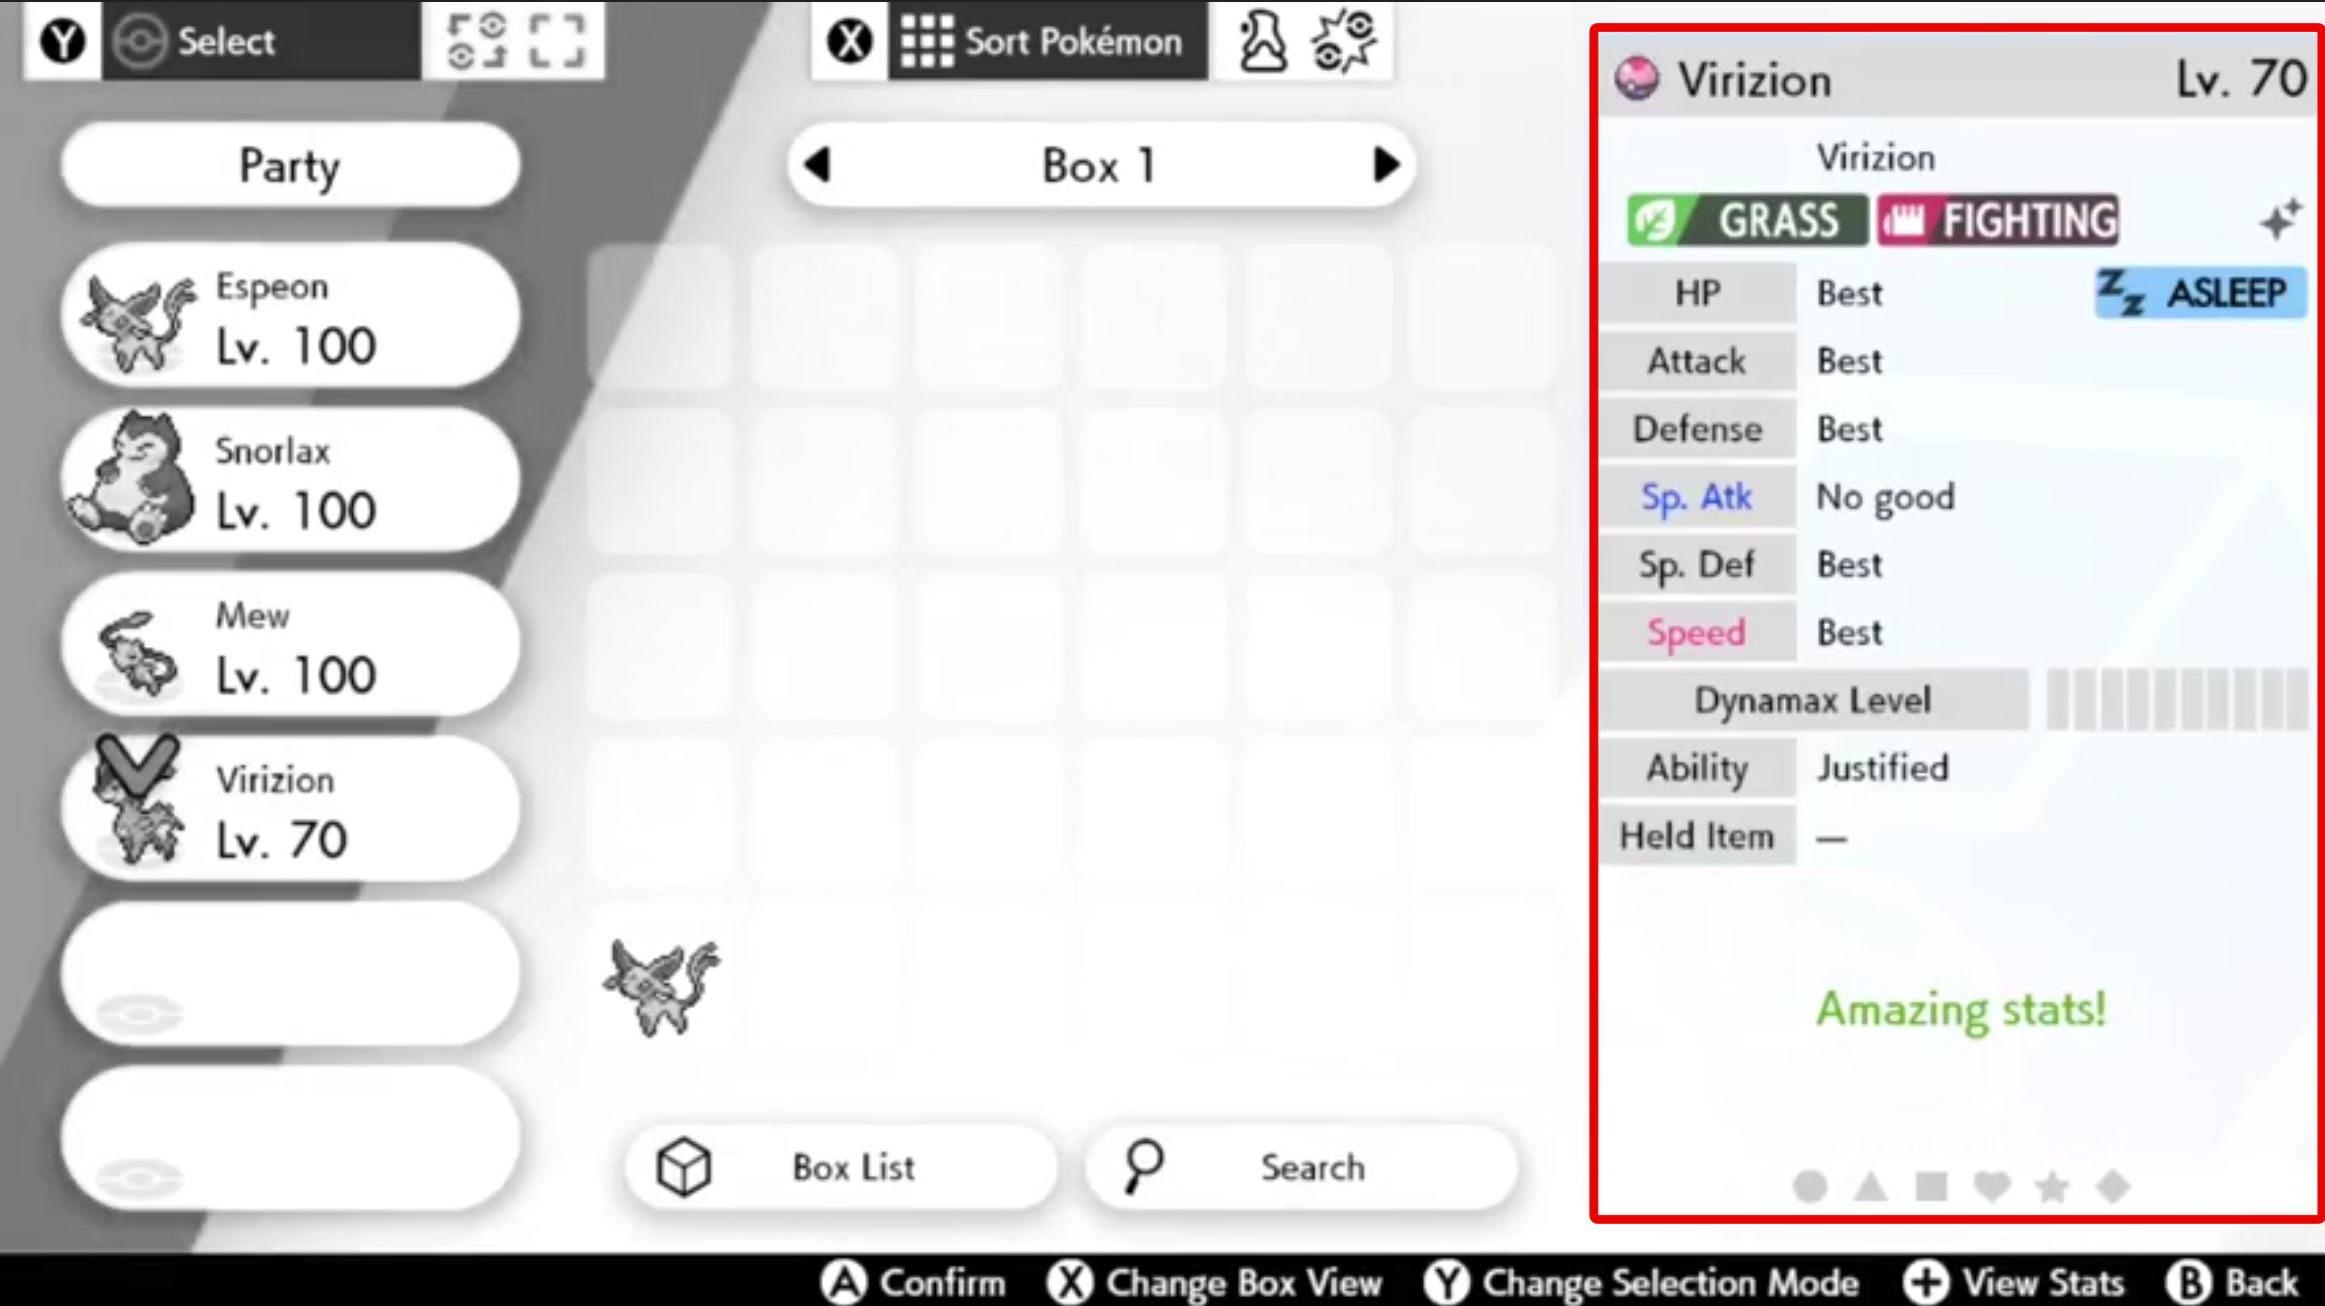 Y Select
X Sort Pokémon
Party
Espeon
Lv. 100
Snorlax
Lv. 100
Mew
Lv. 100
Virizion
Lv. 70
Box 1
Box List
Search
Virizion Lv. 70
Virizion
GRASS FIGHTING
HP Best ZZ ASLEEP
Attack Best
Defense Best
Sp. Atk No good
Sp. Def Best
Speed Best
Dynamax Level
Ability Justified
Held Item —
Amazing stats!
A Confirm X Change Box View Y Change Selection Mode + View Stats B Back